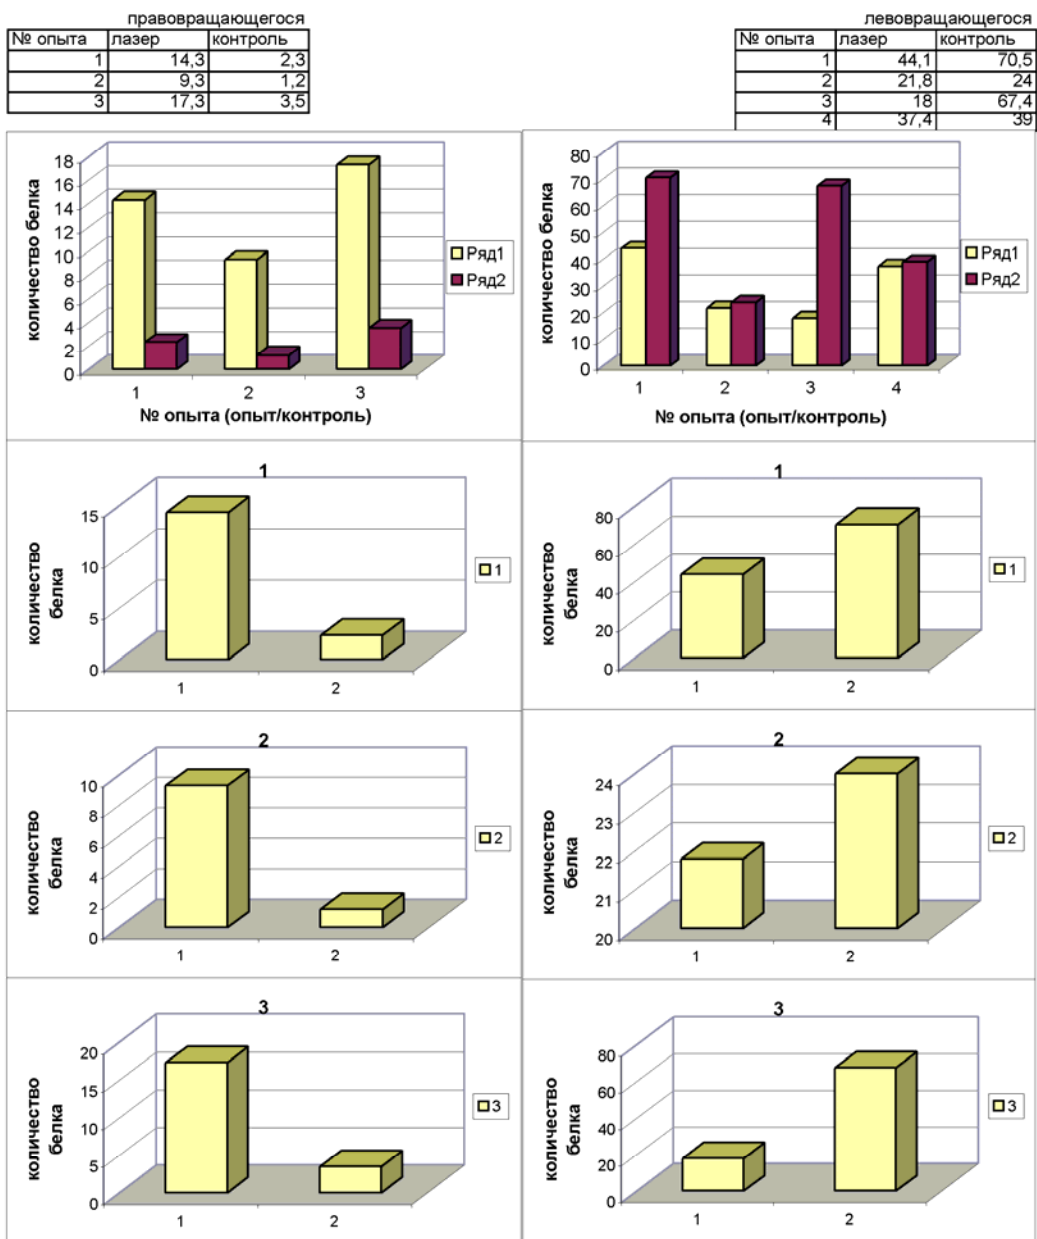 правовращающегося
№ опыта лазер контроль
1 14,3 2,3
2 9,3 1,2
3 17,3 3,5
левовращающегося
№ опыта лазер контроль
1 44,1 70,5
2 21,8 24
3 18 67,4
4 37,4 39
количество белка
18
16
14
12
10
8
6
4
2
0
1 2 3
№ опыта (опыт/контроль)
Ряд1
Ряд2
количество белка
80
70
60
50
40
30
20
10
0
1 2 3 4
№ опыта (опыт/контроль)
Ряд1
Ряд2
1
количество
белка
15
10
5
0
1 2
1
1
количество
белка
80
60
40
20
0
1 2
1
2
количество
белка
10
8
6
4
2
0
1 2
2
2
количество
белка
24
23
22
21
20
1 2
2
3
количество
белка
20
15
10
5
0
1 2
3
3
количество
белка
80
60
40
20
0
1 2
3